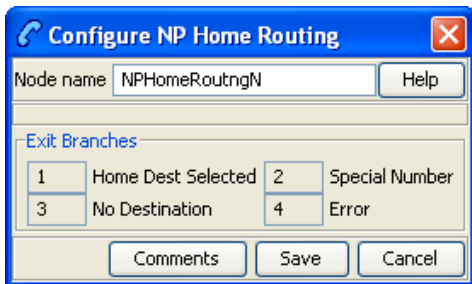 Configure NP Home Routing
Node name NPHomeRoutngN Help
Exit Branches
1 Home Dest Selected 2 Special Number
3 No Destination 4 Error
Comments Save Cancel